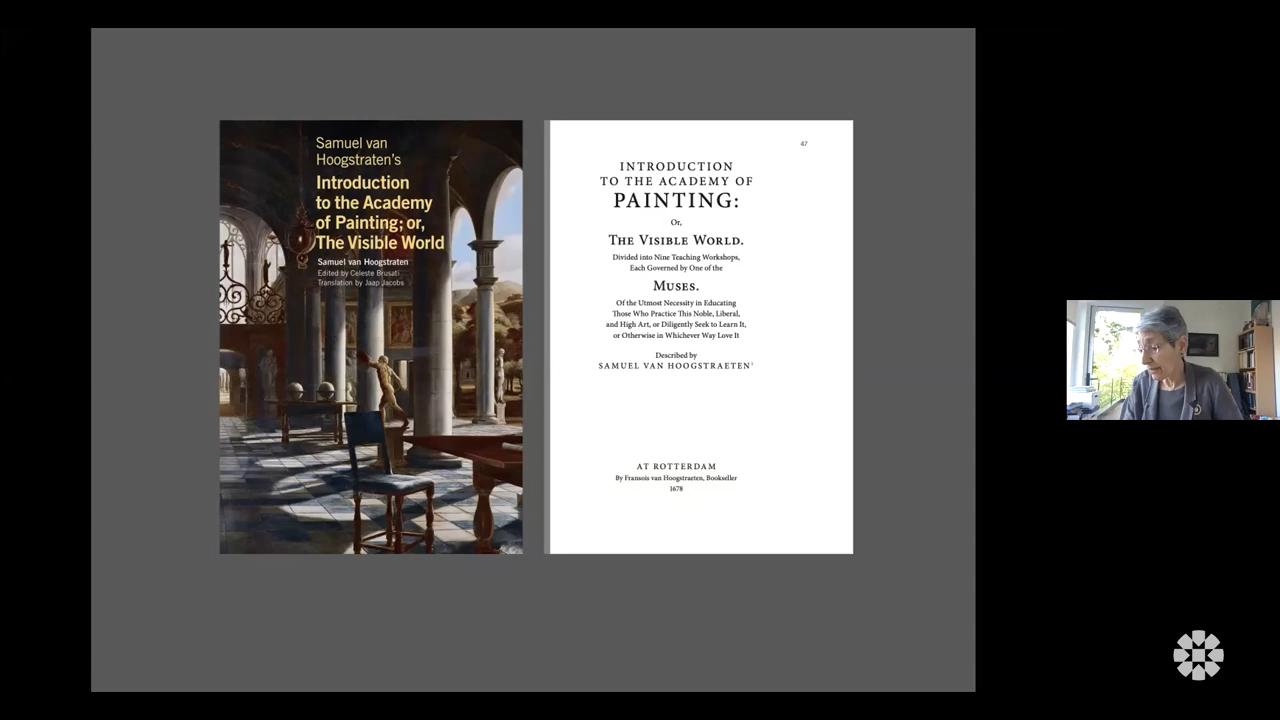 Samuel van
Hoogstraten's
Introduction
to the Academy
of Painting; or,
The Visible World
Samuel van Hoogstraten
Edited by Celeste Brusati
Translation by Jaap Jacobs
47
INTRODUCTION
TO THE ACADEMY OF
PAINTING:
Or,
THE VISIBLE WORLD.
Divided into Nine Teaching Workshops,
Each Governed by One of the
MUSES.
Of the Utmost Necessity in Educating
Those Who Practice This Noble, Liberal,
and High Art, or Diligently Seek to Learn It,
or Otherwise in Whichever Way Love It
Described by
SAMUEL VAN HOOGSTRAETEN¹
AT ROTTERDAM
By Fransois van Hoogstraeten, Bookseller
1678